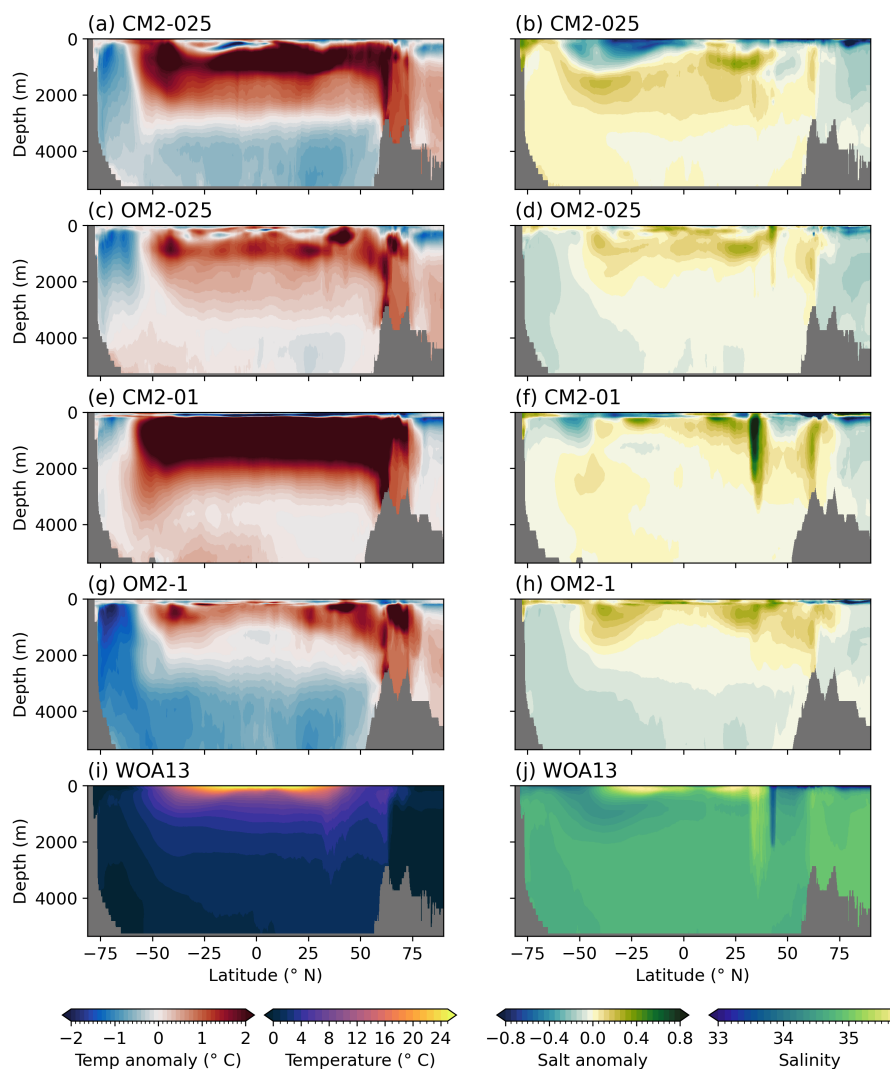 (a) CM2-025
(b) CM2-025
0
2000
4000
Depth (m)
(c) OM2-025
(d) OM2-025
0
2000
4000
Depth (m)
(e) CM2-01
(f) CM2-01
0
2000
4000
Depth (m)
(g) OM2-1
(h) OM2-1
0
2000
4000
Depth (m)
(i) WOA13
(j) WOA13
0
2000
4000
Depth (m)
−75 −50 −25 0 25 50 75
−75 −50 −25 0 25 50 75
Latitude (° N)
Latitude (° N)
−2 −1 0 1 2
0 4 8 12 16 20 24
−0.8 −0.4 0.0 0.4 0.8
33 34 35
Temp anomaly (° C)
Temperature (° C)
Salt anomaly
Salinity